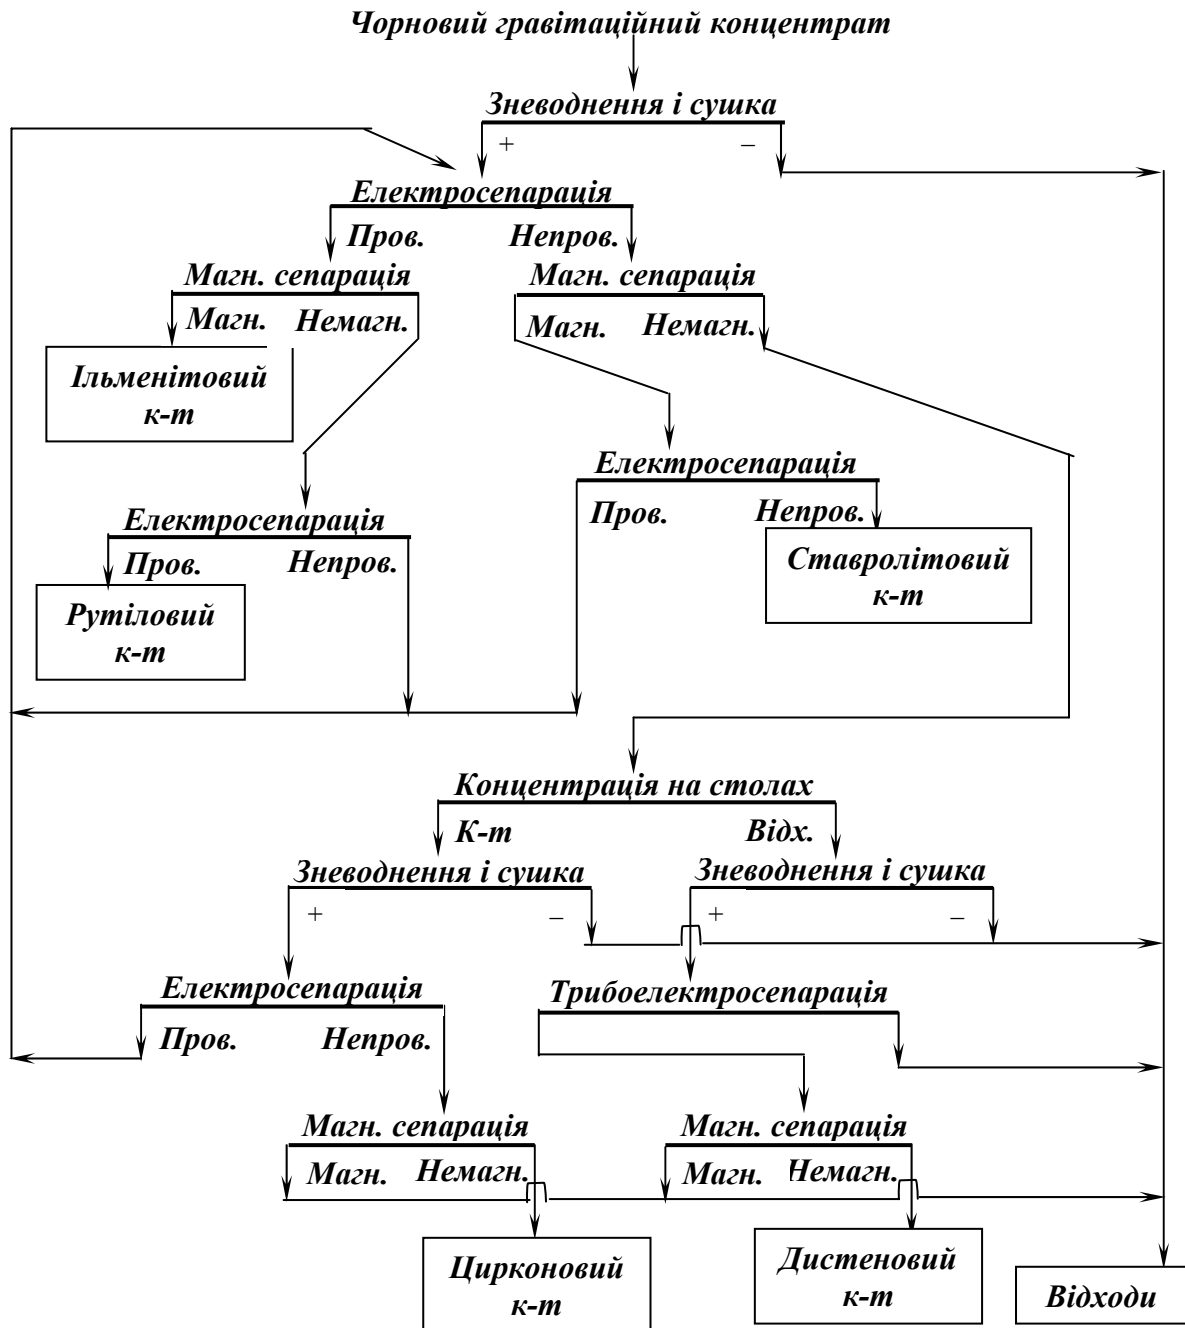 Чорновий гравітаційний концентрат
Зневоднення і сушка
+ –
Електросепарація
Пров. Непров.
Магн. сепарація Магн. сепарація
Магн. Немагн. Магн. Немагн.
Ільменітовий
к-т
Електросепарація
Пров. Непров.
Електросепарація
Пров. Непров.
Ставролітовий
к-т
Рутіловий
к-т
Концентрація на столах
К-т Відх.
Зневоднення і сушка Зневоднення і сушка
+ – + –
Електросепарація Трибоелектросепарація
Пров. Непров.
Магн. сепарація Магн. сепарація
Магн. Немагн. Магн. Немагн.
Цирконовий
к-т
Дистеновий
к-т
Відходи